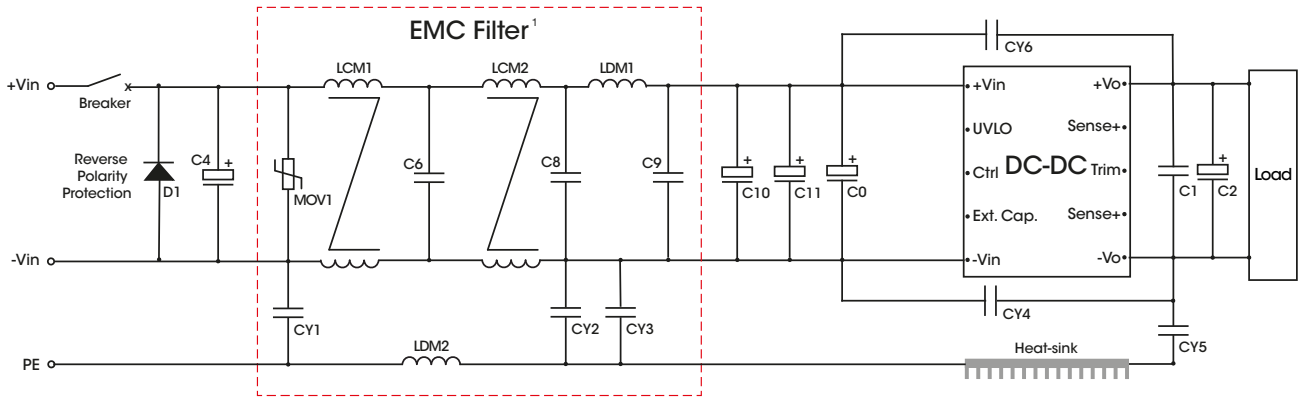 EMC Filter¹
CY6
LCM1
LCM2
LDM1
+Vin
Breaker
+Vin
+Vo
UVLO
Sense+
Reverse
Polarity
Protection
D1
C4
+
MOV1
C6
C8
C9
+
C10
+
C11
+
C0
Ctrl
DC-DC
Trim
C1
+
C2
Load
Ext. Cap.
Sense+
-Vin
-Vin
-Vo
CY1
CY2
CY3
CY4
LDM2
Heat-sink
CY5
PE